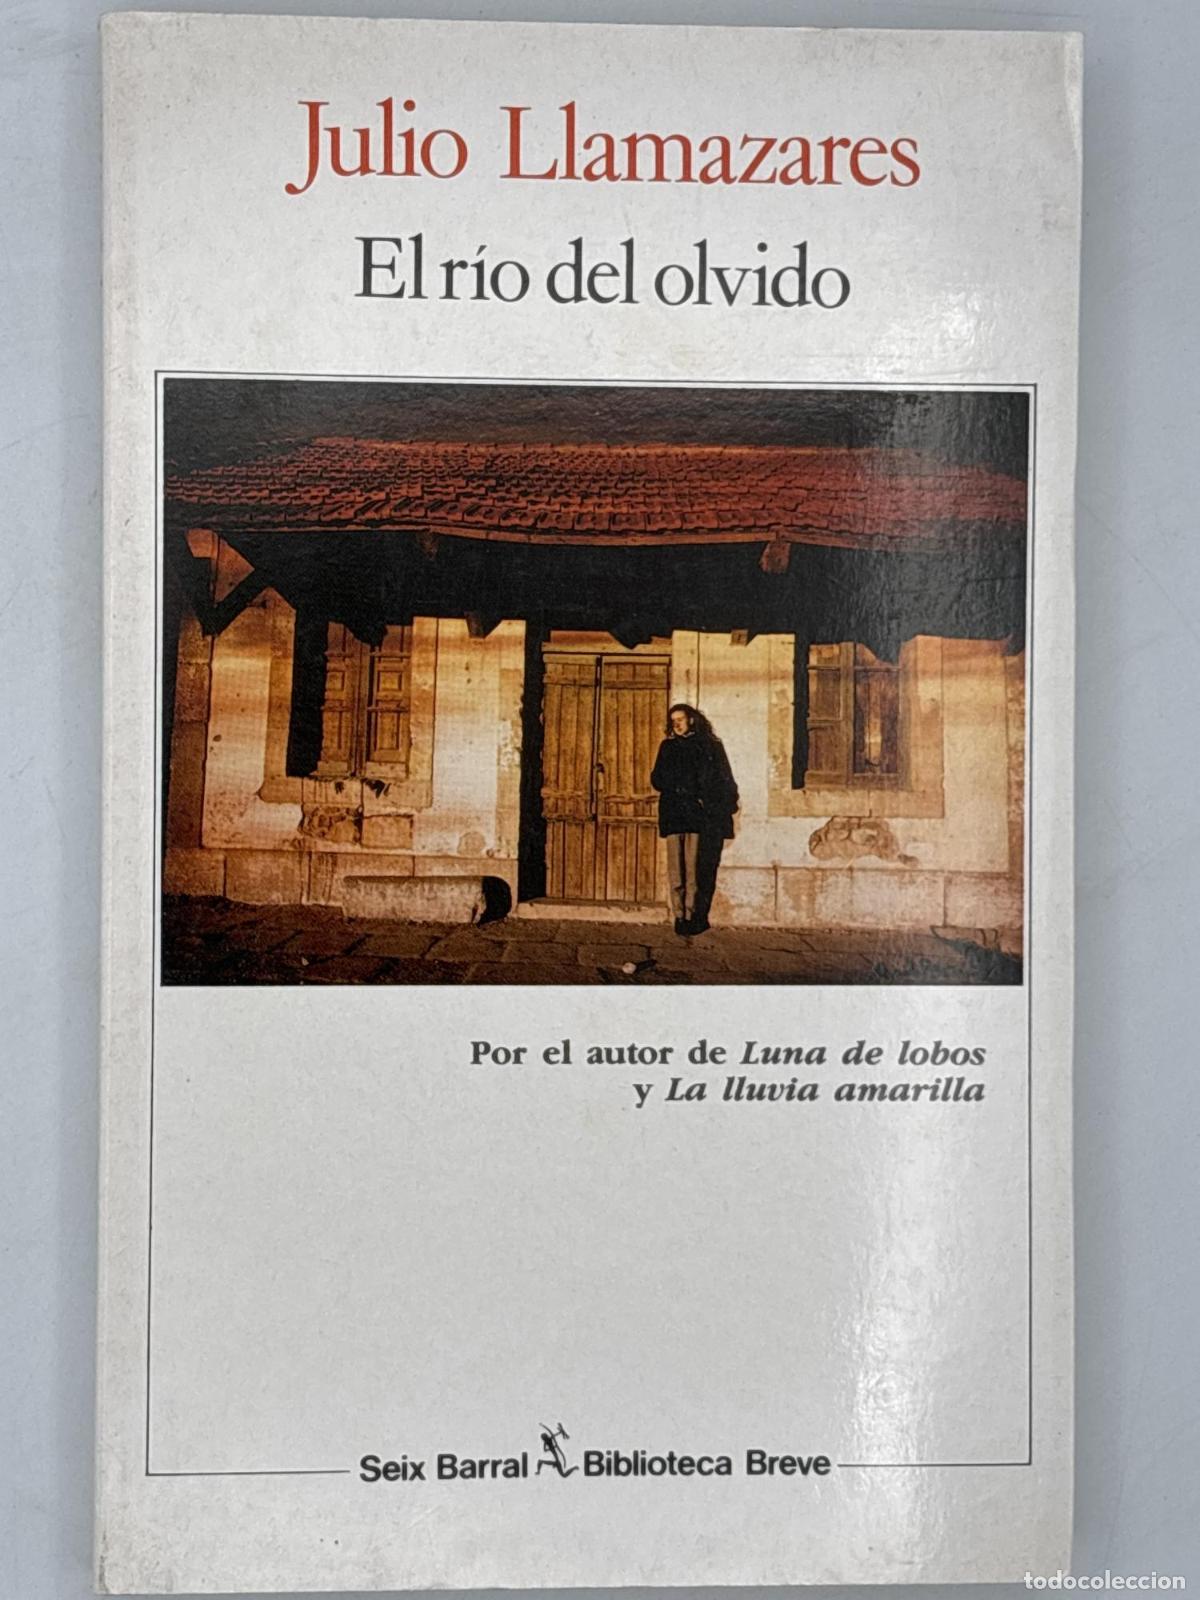 Julio Llamazares
El río del olvido
Por el autor de Luna de lobos
y La lluvia amarilla
Seix Barral Biblioteca Breve
todocoleccion